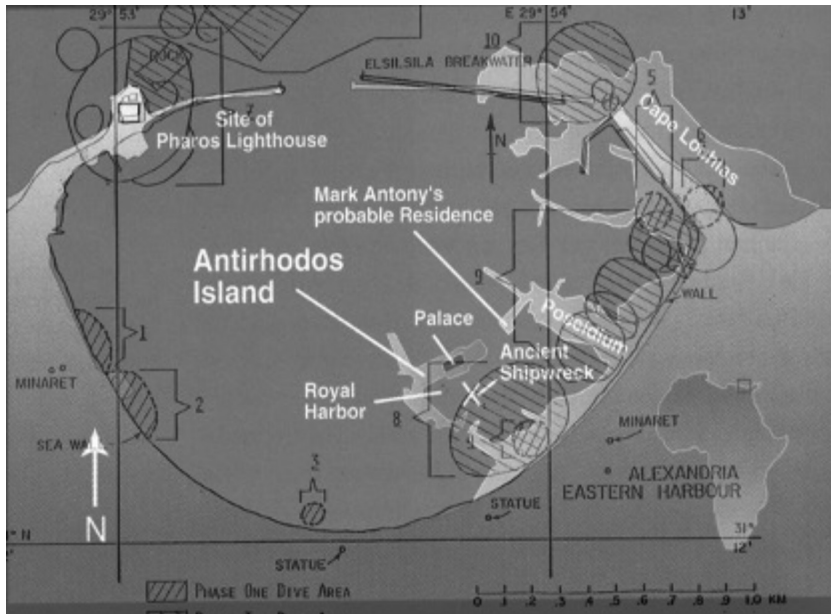 29° 53'
E 29° 54'
13'
10
ROCKS
ELSILSILA BREAKWATER
5
7
Site of
Pharos Lighthouse
N
Cape Lochias
6
Mark Antony's
probable Residence
Antirhodos
Island
9
WALL
Poseidium
Palace
1
Ancient
Shipwreck
MINARET
Royal
Harbor
2
8
MINARET
SEA WALL
3
ALEXANDRIA
EASTERN HARBOUR
N
STATUE
31°
12'
STATUE
PHASE ONE DIVE AREA
0 .1 .2 .3 .4 .5 .6 .7 .8 .9 1.0 KM